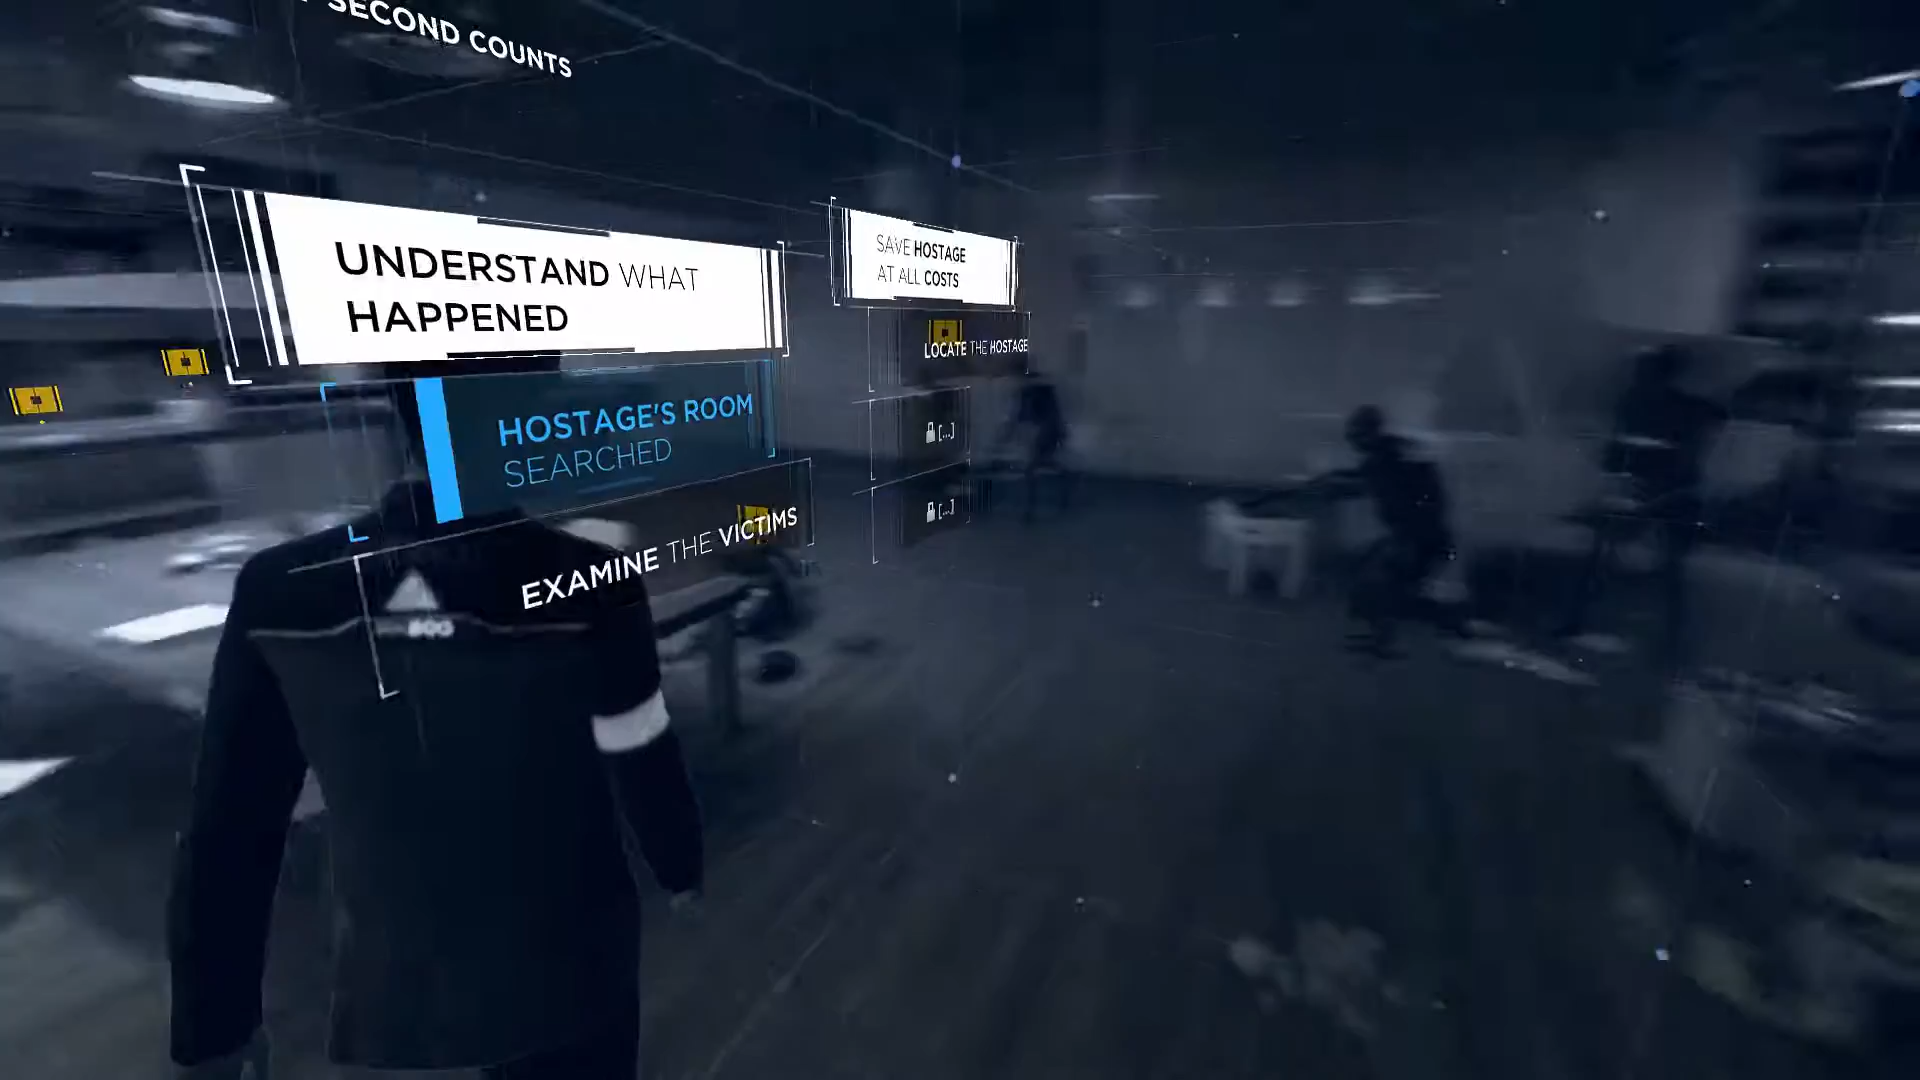 SECOND COUNTS
UNDERSTAND WHAT
HAPPENED
SAVE HOSTAGE
AT ALL COSTS
LOCATE THE HOSTAGE
HOSTAGE'S ROOM
SEARCHED
[...]
EXAMINE THE VICTIMS
[...]